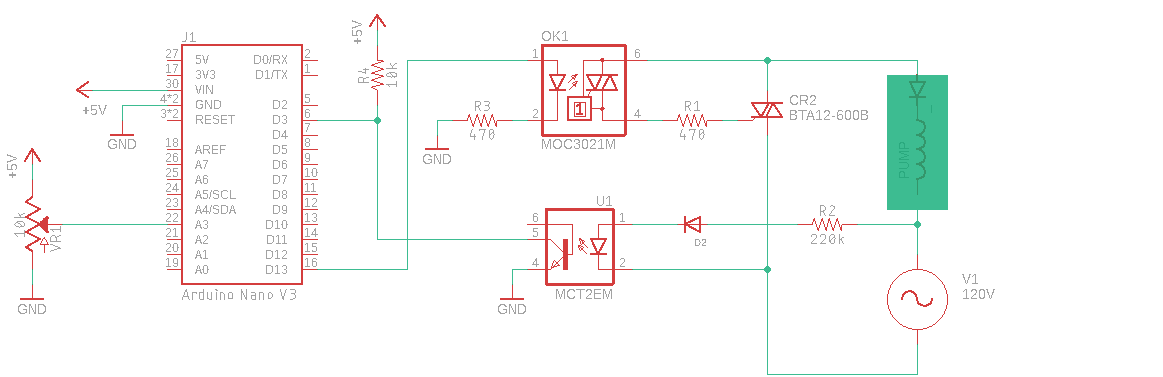 J1
27 5V D0/RX 2
17 3V3 D1/TX 1
30 VIN
4*2 GND D2 5
3*2 RESET D3 6
D4 7
18 AREF D5 8
26 A7 D6 9
25 A6 D7 10
24 A5/SCL D8 11
23 A4/SDA D9 12
22 A3 D10 13
21 A2 D11 14
20 A1 D12 15
19 A0 D13 16
Arduino Nano V3
+5V
GND
+5V
10k
VR1
GND
+5V
R4
10k
OK1
1 6
2 4
1
MOC3021M
R3
470
GND
R1
470
CR2
BTA12-600B
PUMP
U1
6 1
5
4 2
MCT2EM
GND
D2
R2
220k
V1
120V